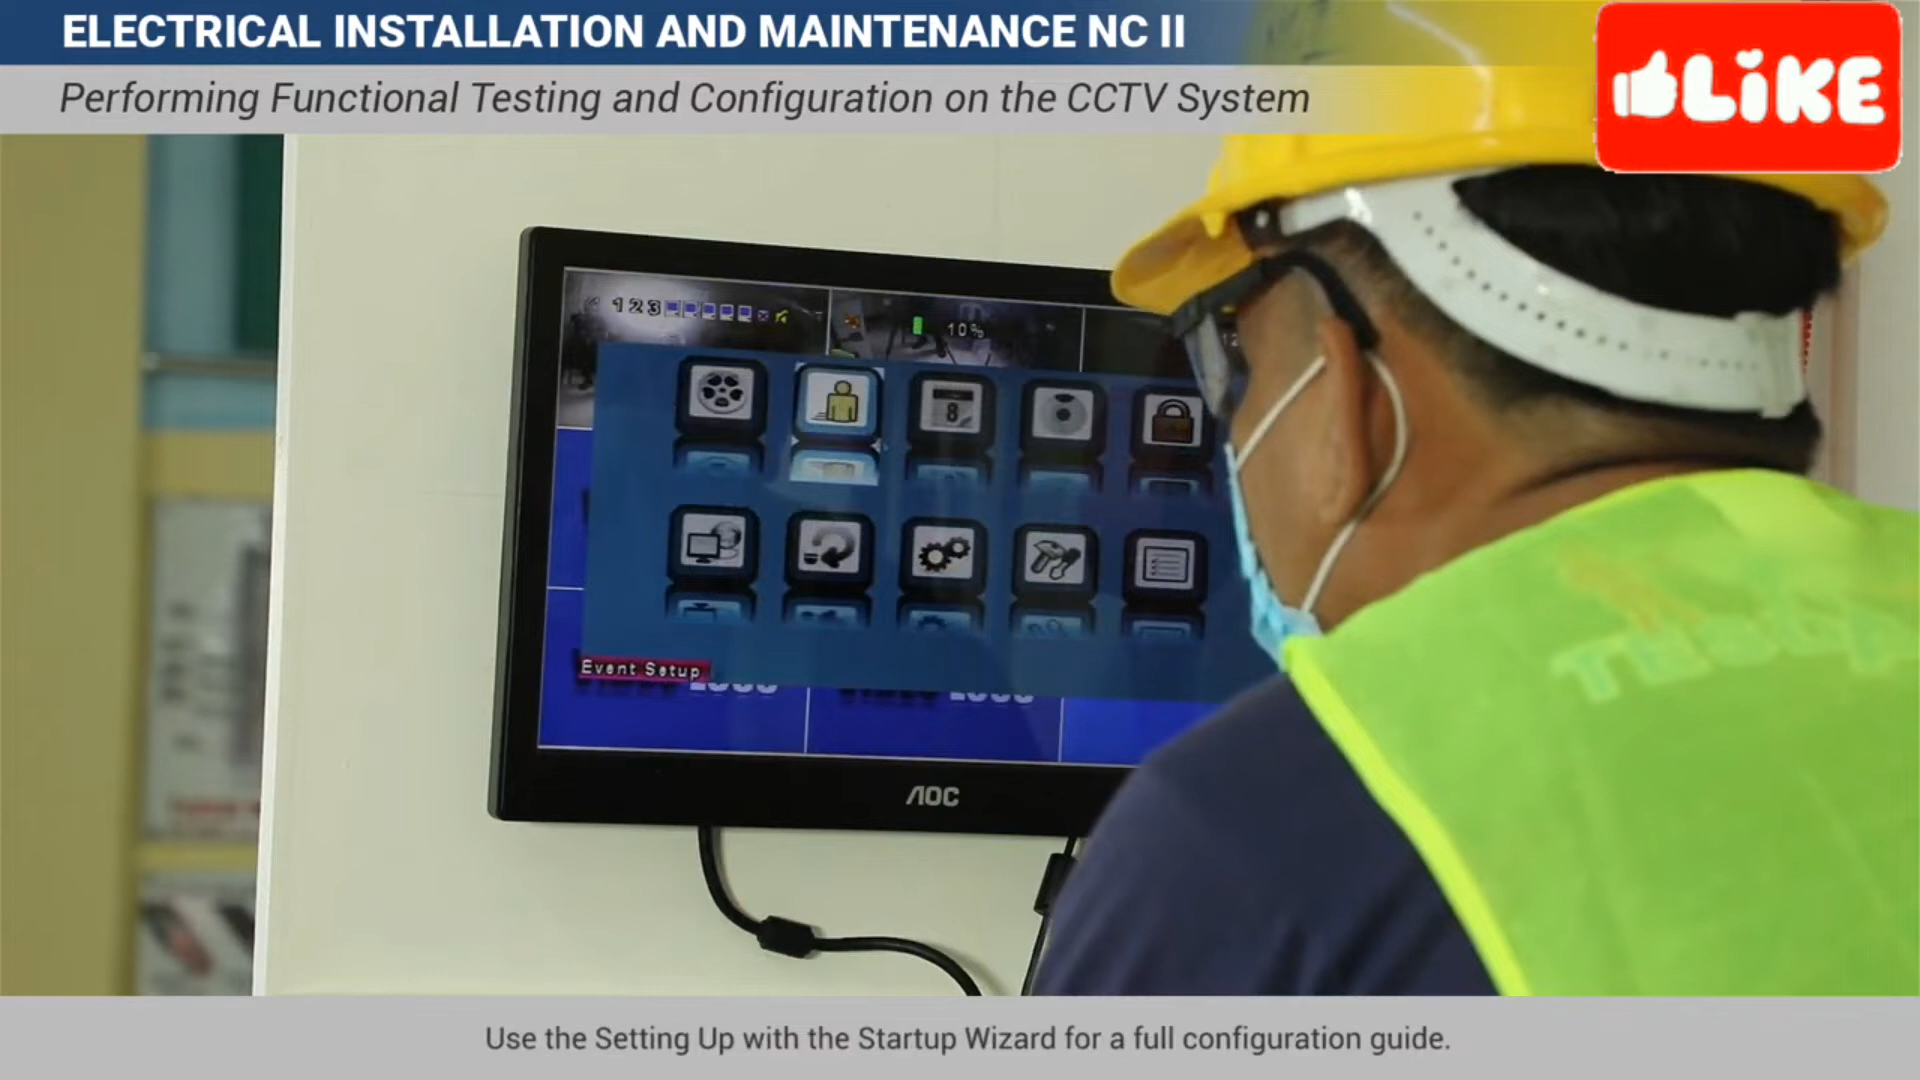 ELECTRICAL INSTALLATION AND MAINTENANCE NC II
LiKE
Performing Functional Testing and Configuration on the CCTV System
123
10%
8
Event Setup
AOC
Use the Setting Up with the Startup Wizard for a full configuration guide.